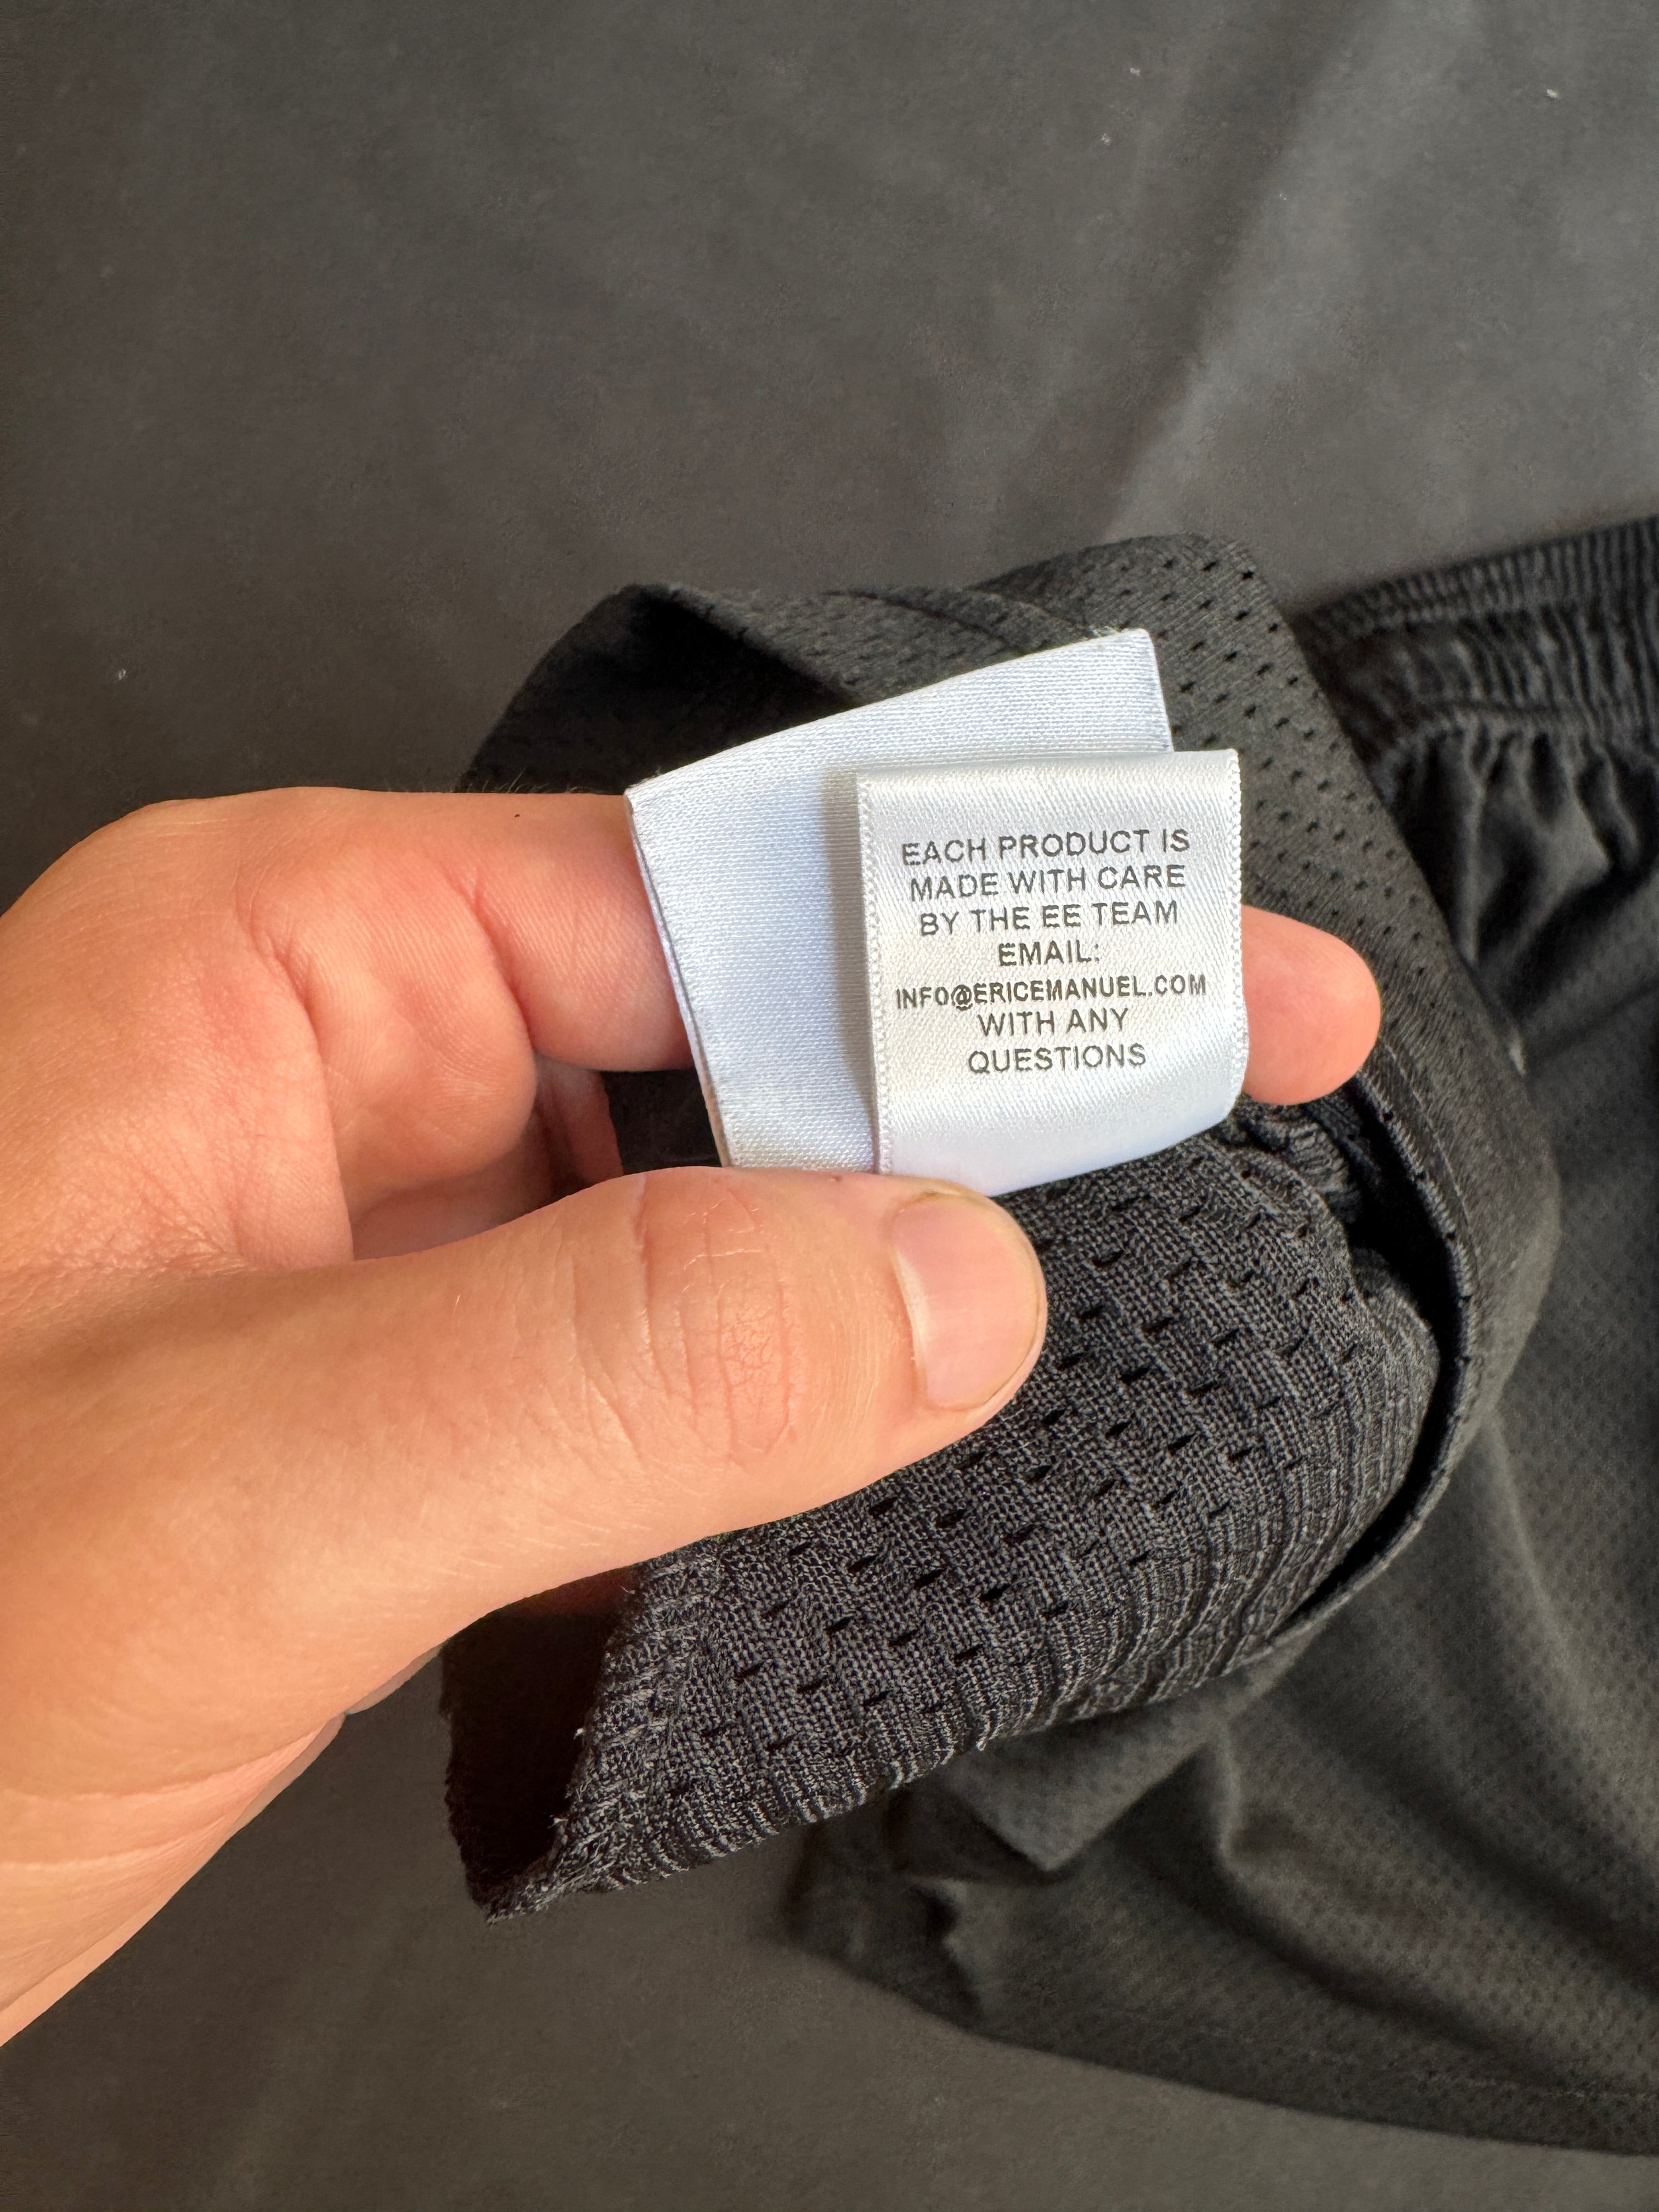 EACH PRODUCT IS
MADE WITH CARE
BY THE EE TEAM
EMAIL:
INFO@ERICEMANUEL.COM
WITH ANY
QUESTIONS